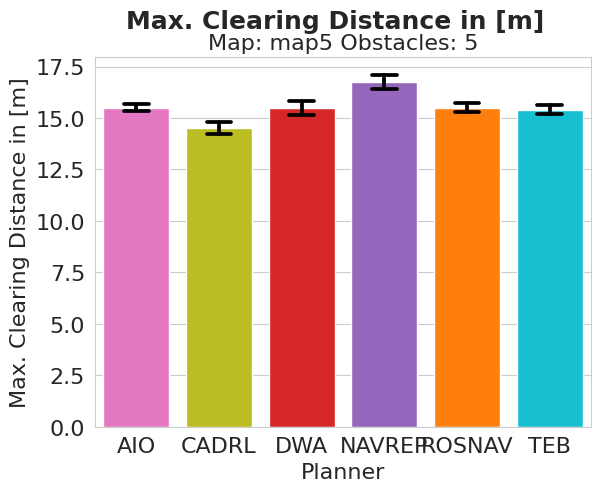 Max. Clearing Distance in [m]
Map: map5 Obstacles: 5
Max. Clearing Distance in [m]
17.5
15.0
12.5
10.0
7.5
5.0
2.5
0.0
AIO CADRL DWA NAVREP ROSNAV TEB
Planner